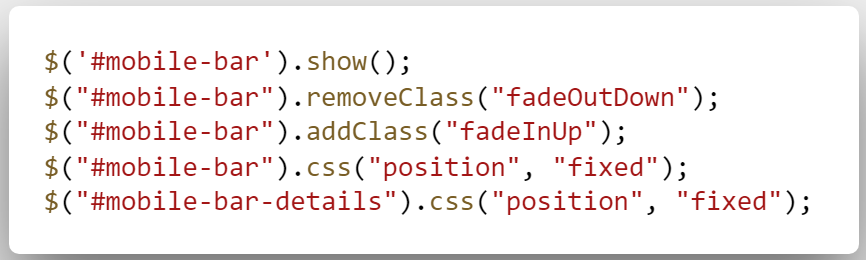 $('#mobile-bar').show();
$("#mobile-bar").removeClass("fadeOutDown");
$("#mobile-bar").addClass("fadeInUp");
$("#mobile-bar").css("position", "fixed");
$("#mobile-bar-details").css("position", "fixed");